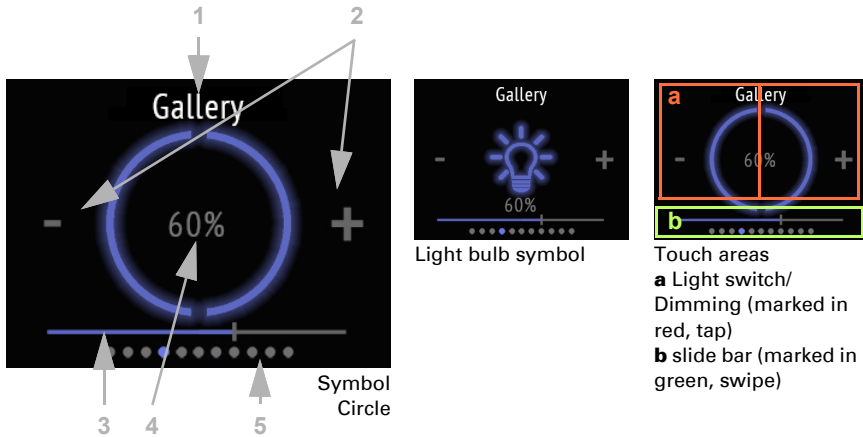 1
2
Gallery
-
60%
+
3
4
5
Symbol
Circle
Gallery
-
+
60%
Light bulb symbol
a
Gallery
-
60%
+
b
Touch areas
a Light switch/
Dimming (marked in
red, tap)
b slide bar (marked in
green, swipe)